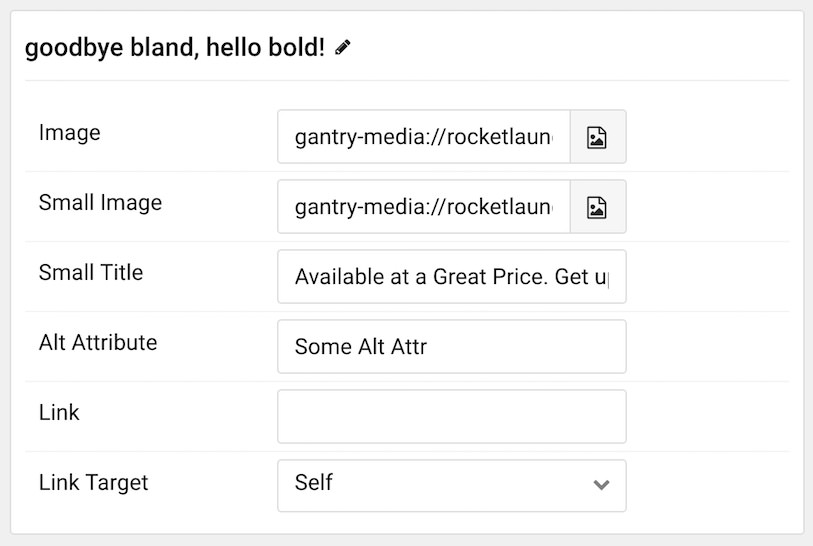 goodbye bland, hello bold!
Image gantry-media://rocketlaun
Small Image gantry-media://rocketlaun
Small Title Available at a Great Price. Get up
Alt Attribute Some Alt Attr
Link
Link Target Self